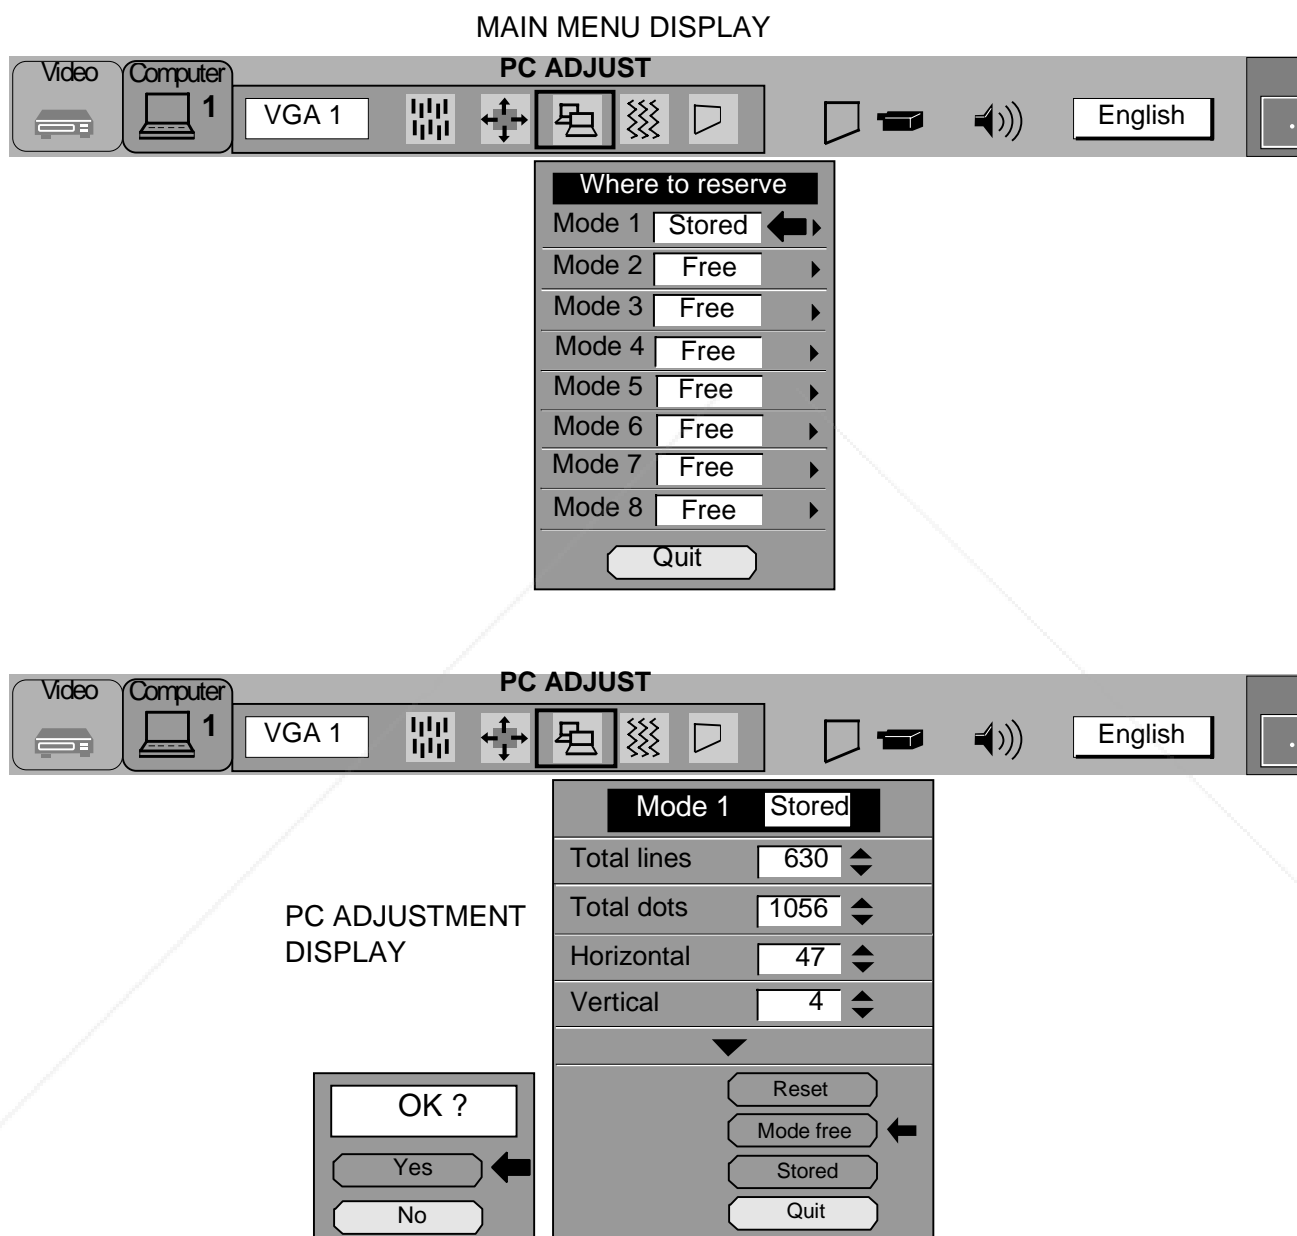 MAIN MENU DISPLAY
PC ADJUST
Video
Computer
1
VGA 1
English
Where to reserve
Mode 1 Stored
Mode 2 Free
Mode 3 Free
Mode 4 Free
Mode 5 Free
Mode 6 Free
Mode 7 Free
Mode 8 Free
Quit
PC ADJUST
Video
Computer
1
VGA 1
English
Mode 1 Stored
Total lines 630
Total dots 1056
Horizontal 47
Vertical 4
PC ADJUSTMENT
DISPLAY
Reset
Mode free
Stored
Quit
OK ?
Yes
No